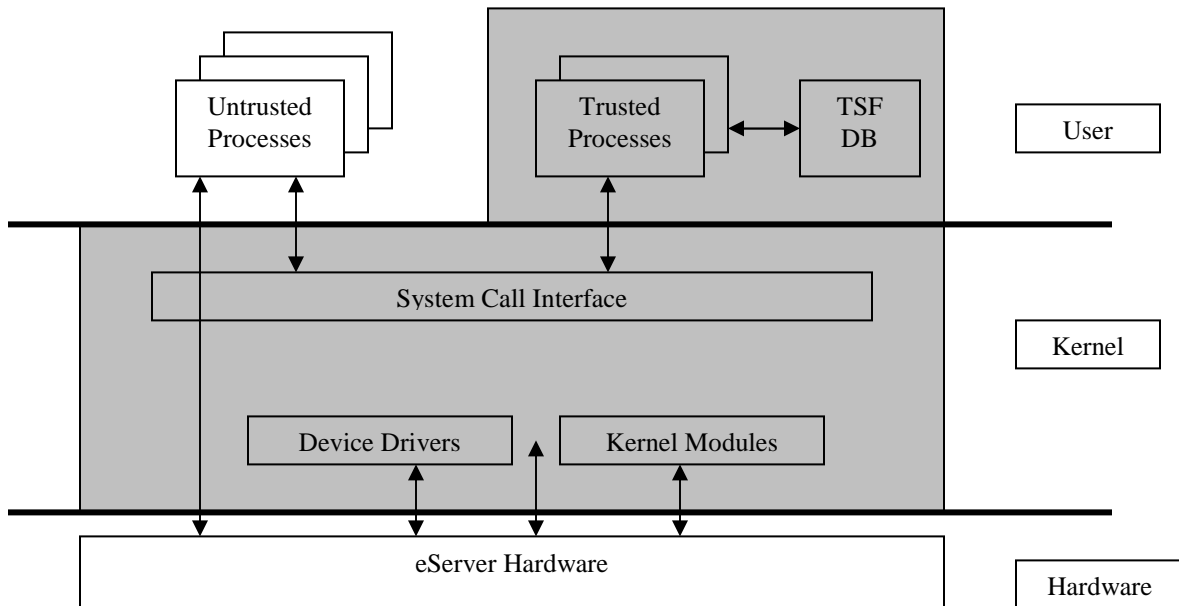 Untrusted
Processes
Trusted
Processes
TSF
DB
User
System Call Interface
Kernel
Device Drivers
Kernel Modules
eServer Hardware
Hardware